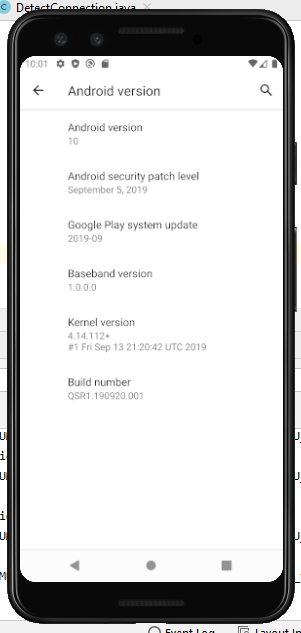 DetectConnection.java
10:01
Android version
Android version
10
Android security patch level
September 5, 2019
Google Play system update
2019-09
Baseband version
1.0.0.0
Kernel version
4.14.112+
#1 Fri Sep 13 21:20:42 UTC 2019
Build number
QSR1.190920.001
Event Log